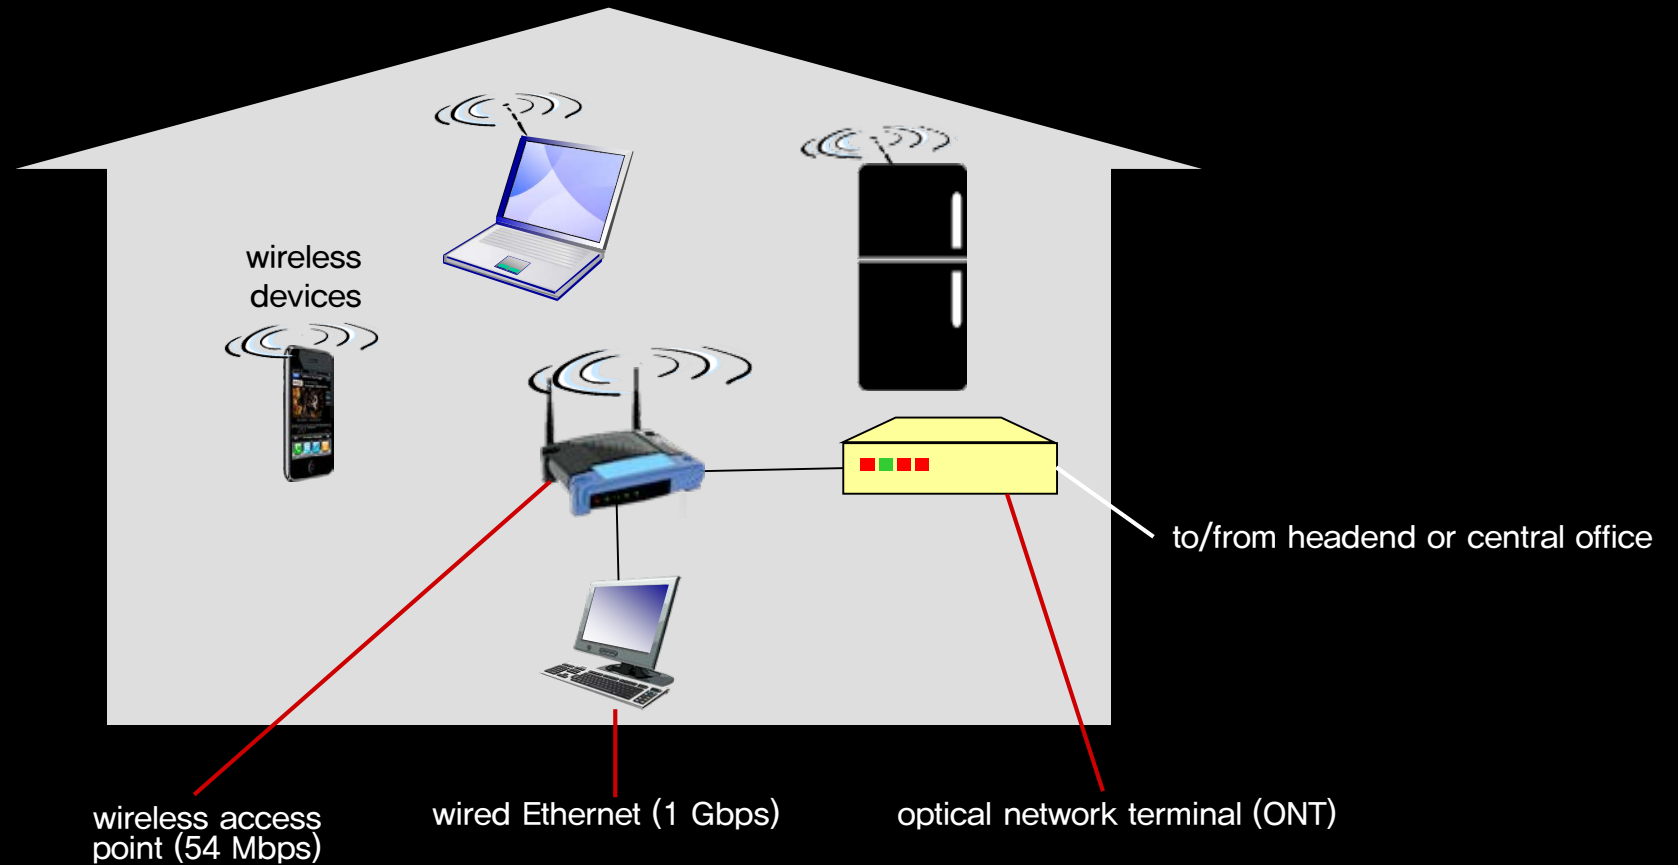 wireless
devices
to/from headend or central office
wireless access
point (54 Mbps)
wired Ethernet (1 Gbps)
optical network terminal (ONT)